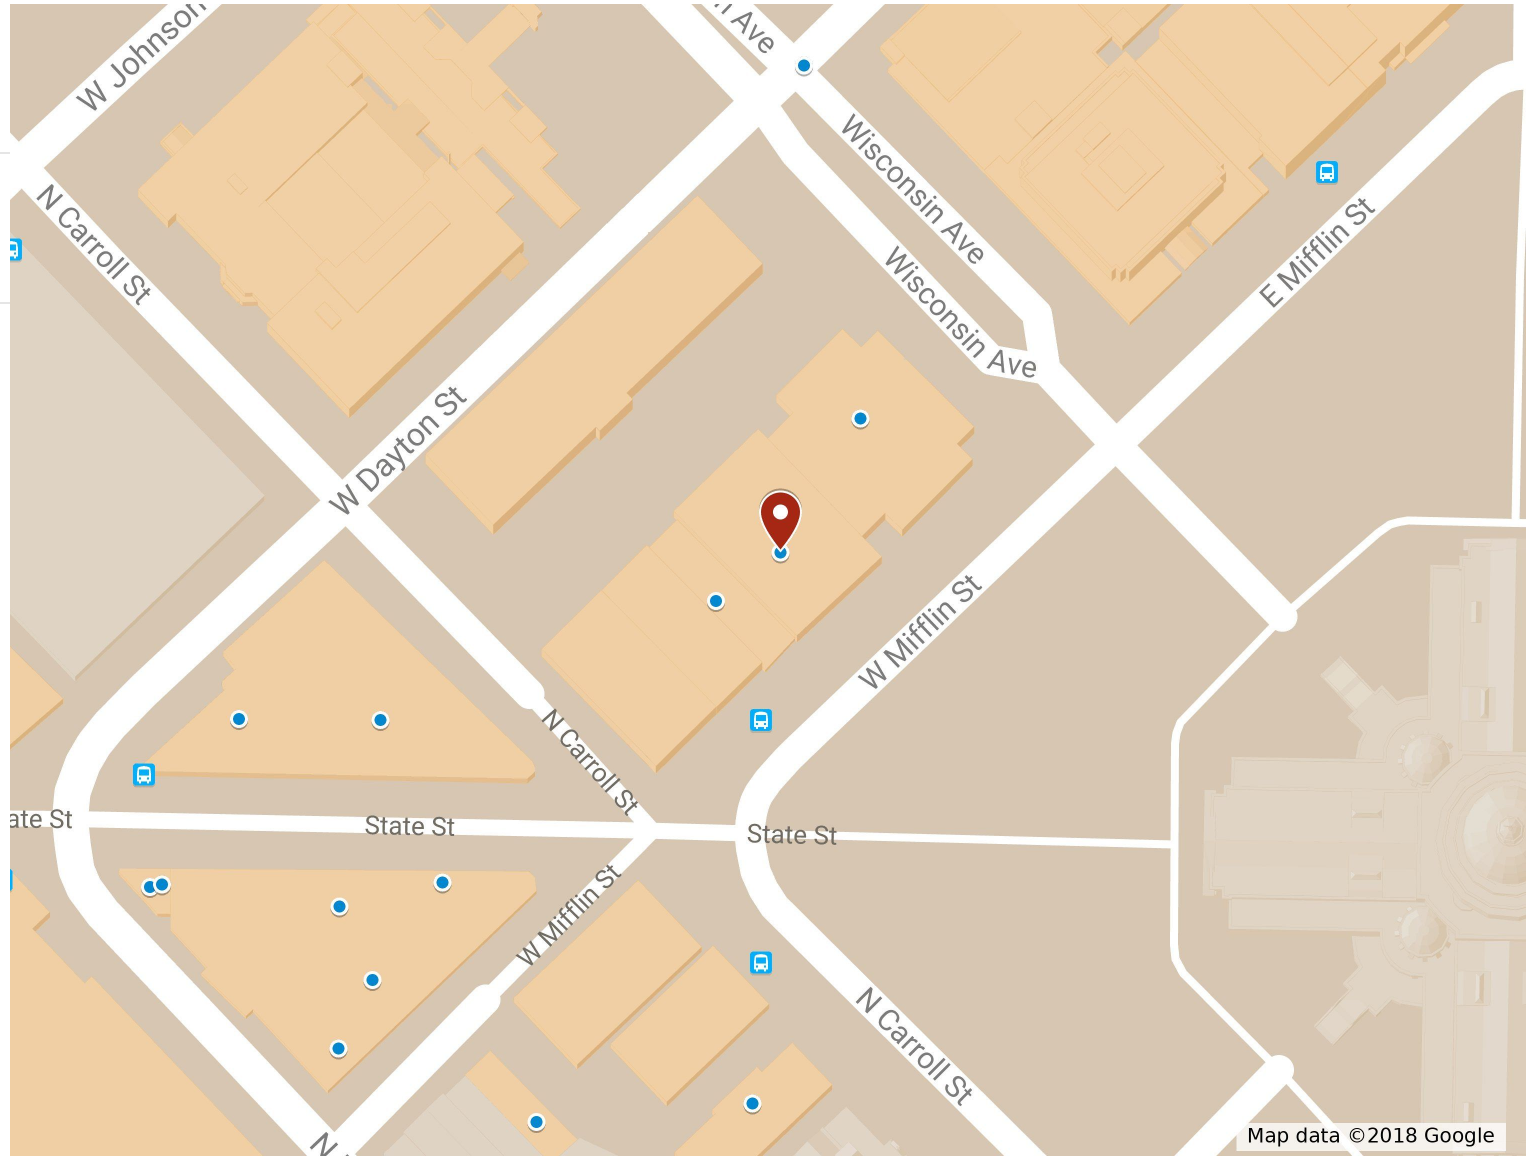 W Johnson
n Ave
Wisconsin Ave
N Carroll St
E Mifflin St
Wisconsin Ave
W Dayton St
W Mifflin St
N Carroll St
ate St
State St
State St
W Mifflin St
N Carroll St
N
Map data ©2018 Google